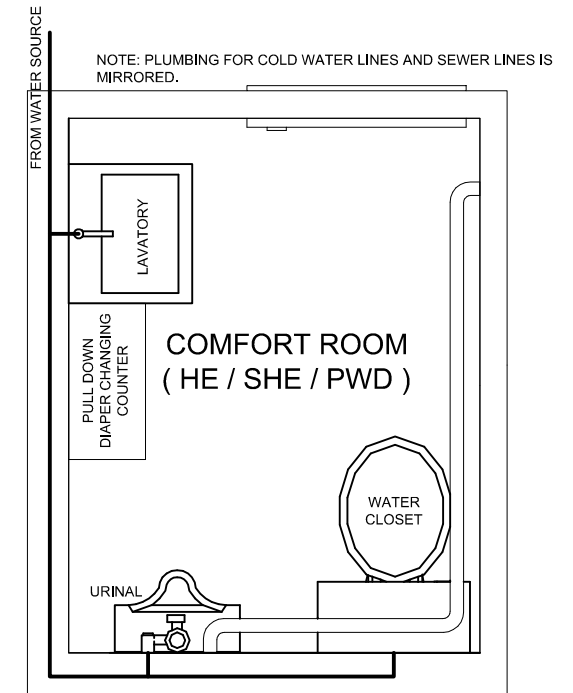 FROM WATER SOURCE
NOTE: PLUMBING FOR COLD WATER LINES AND SEWER LINES IS
MIRRORED.
LAVATORY
PULL DOWN
DIAPER CHANGING
COUNTER
COMFORT ROOM
( HE / SHE / PWD )
WATER
CLOSET
URINAL